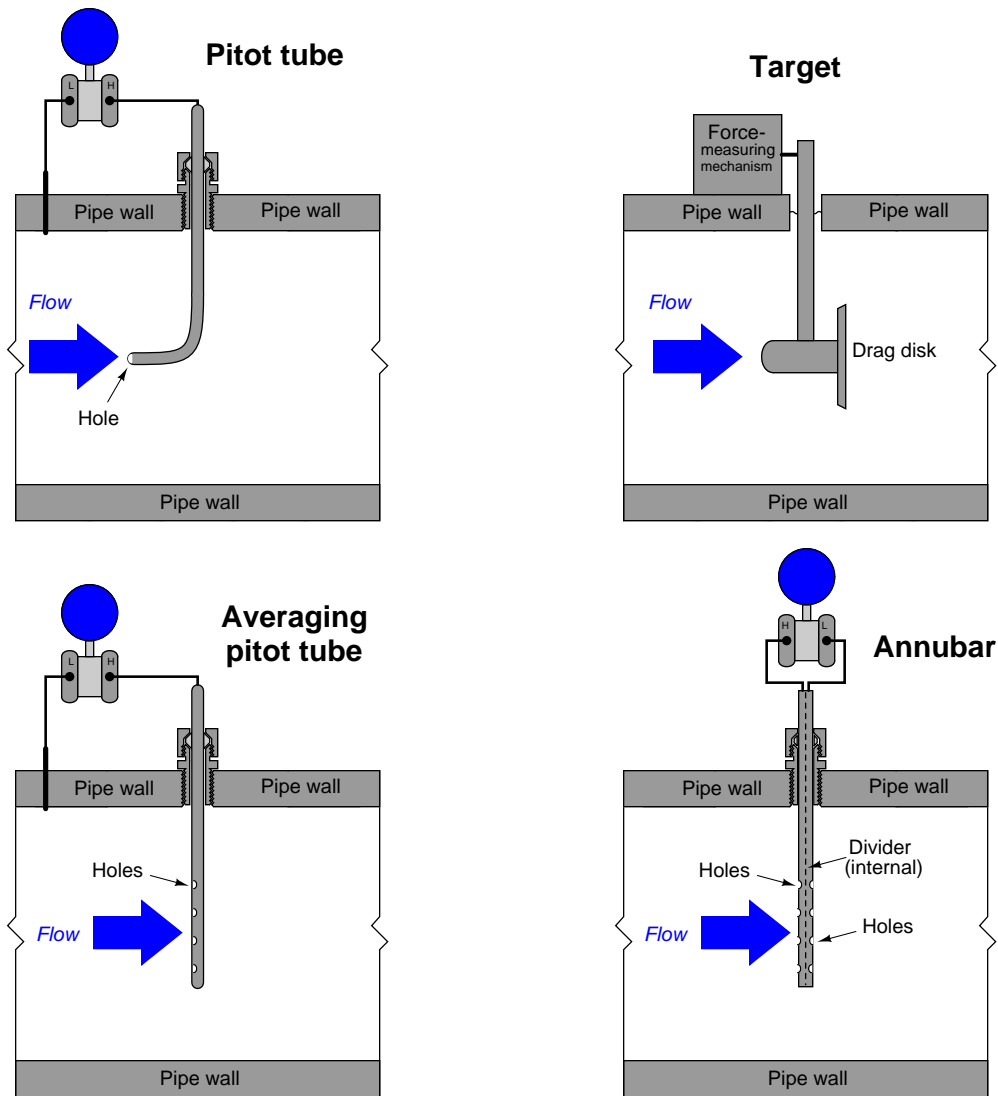 Pitot tube
L
H
Pipe wall
Pipe wall
Flow
Hole
Pipe wall
Target
Force-
measuring
mechanism
Pipe wall
Pipe wall
Flow
Drag disk
Pipe wall
Averaging
pitot tube
L
H
Pipe wall
Pipe wall
Holes
Flow
Pipe wall
Annubar
H
L
Pipe wall
Pipe wall
Divider
(internal)
Holes
Holes
Flow
Pipe wall